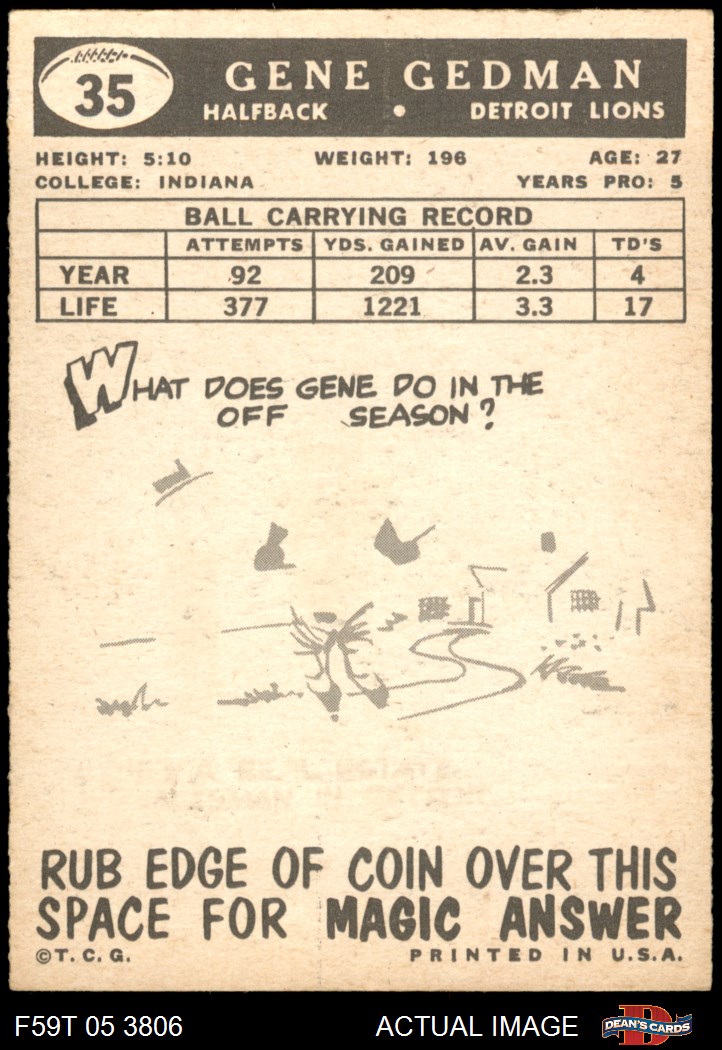 35
GENE GEDMAN
HALFBACK • DETROIT LIONS
HEIGHT: 5:10 WEIGHT: 196 AGE: 27
COLLEGE: INDIANA YEARS PRO: 5
BALL CARRYING RECORD
ATTEMPTS YDS. GAINED AV. GAIN TD'S
YEAR 92 209 2.3 4
LIFE 377 1221 3.3 17
WHAT DOES GENE DO IN THE
OFF SEASON?
RUB EDGE OF COIN OVER THIS
SPACE FOR MAGIC ANSWER
©T.C.G. PRINTED IN U.S.A.
F59T 05 3806 ACTUAL IMAGE DEAN'S CARDS